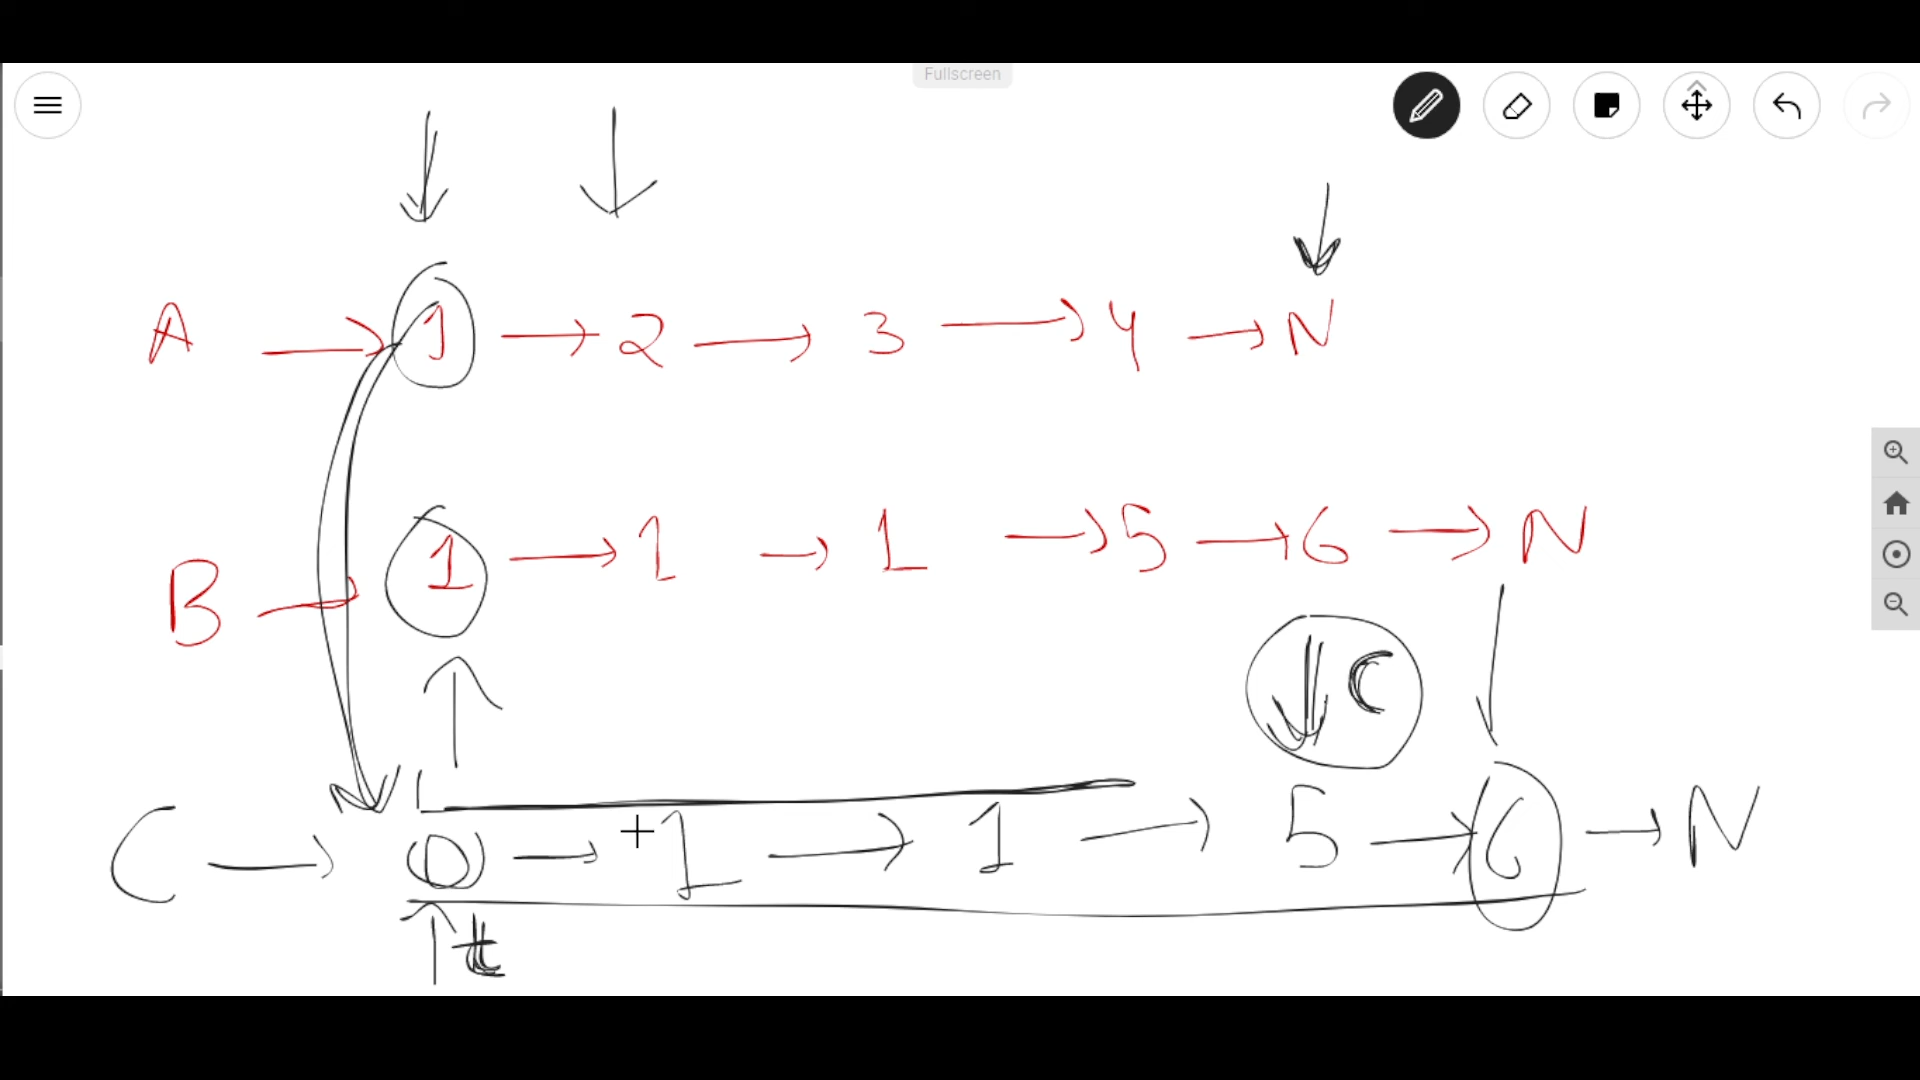 Fullscreen
A → 1 → 2 → 3 → 4 → N
B → 1 → 1 → 1 → 5 → 6 → N
C
C → 0 → 1 → 1 → 5 → 6 → N
t